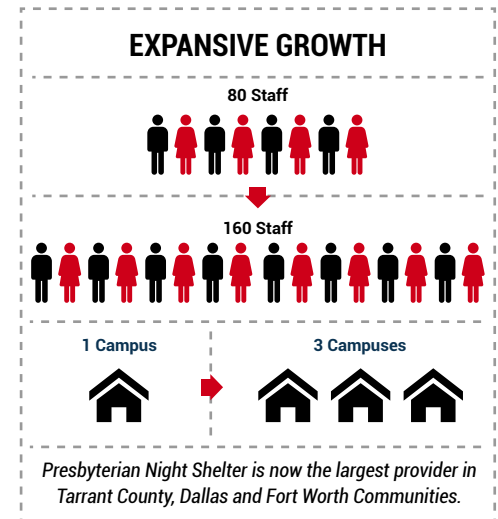 EXPANSIVE GROWTH
80 Staff
160 Staff
1 Campus
3 Campuses
Presbyterian Night Shelter is now the largest provider in
Tarrant County, Dallas and Fort Worth Communities.